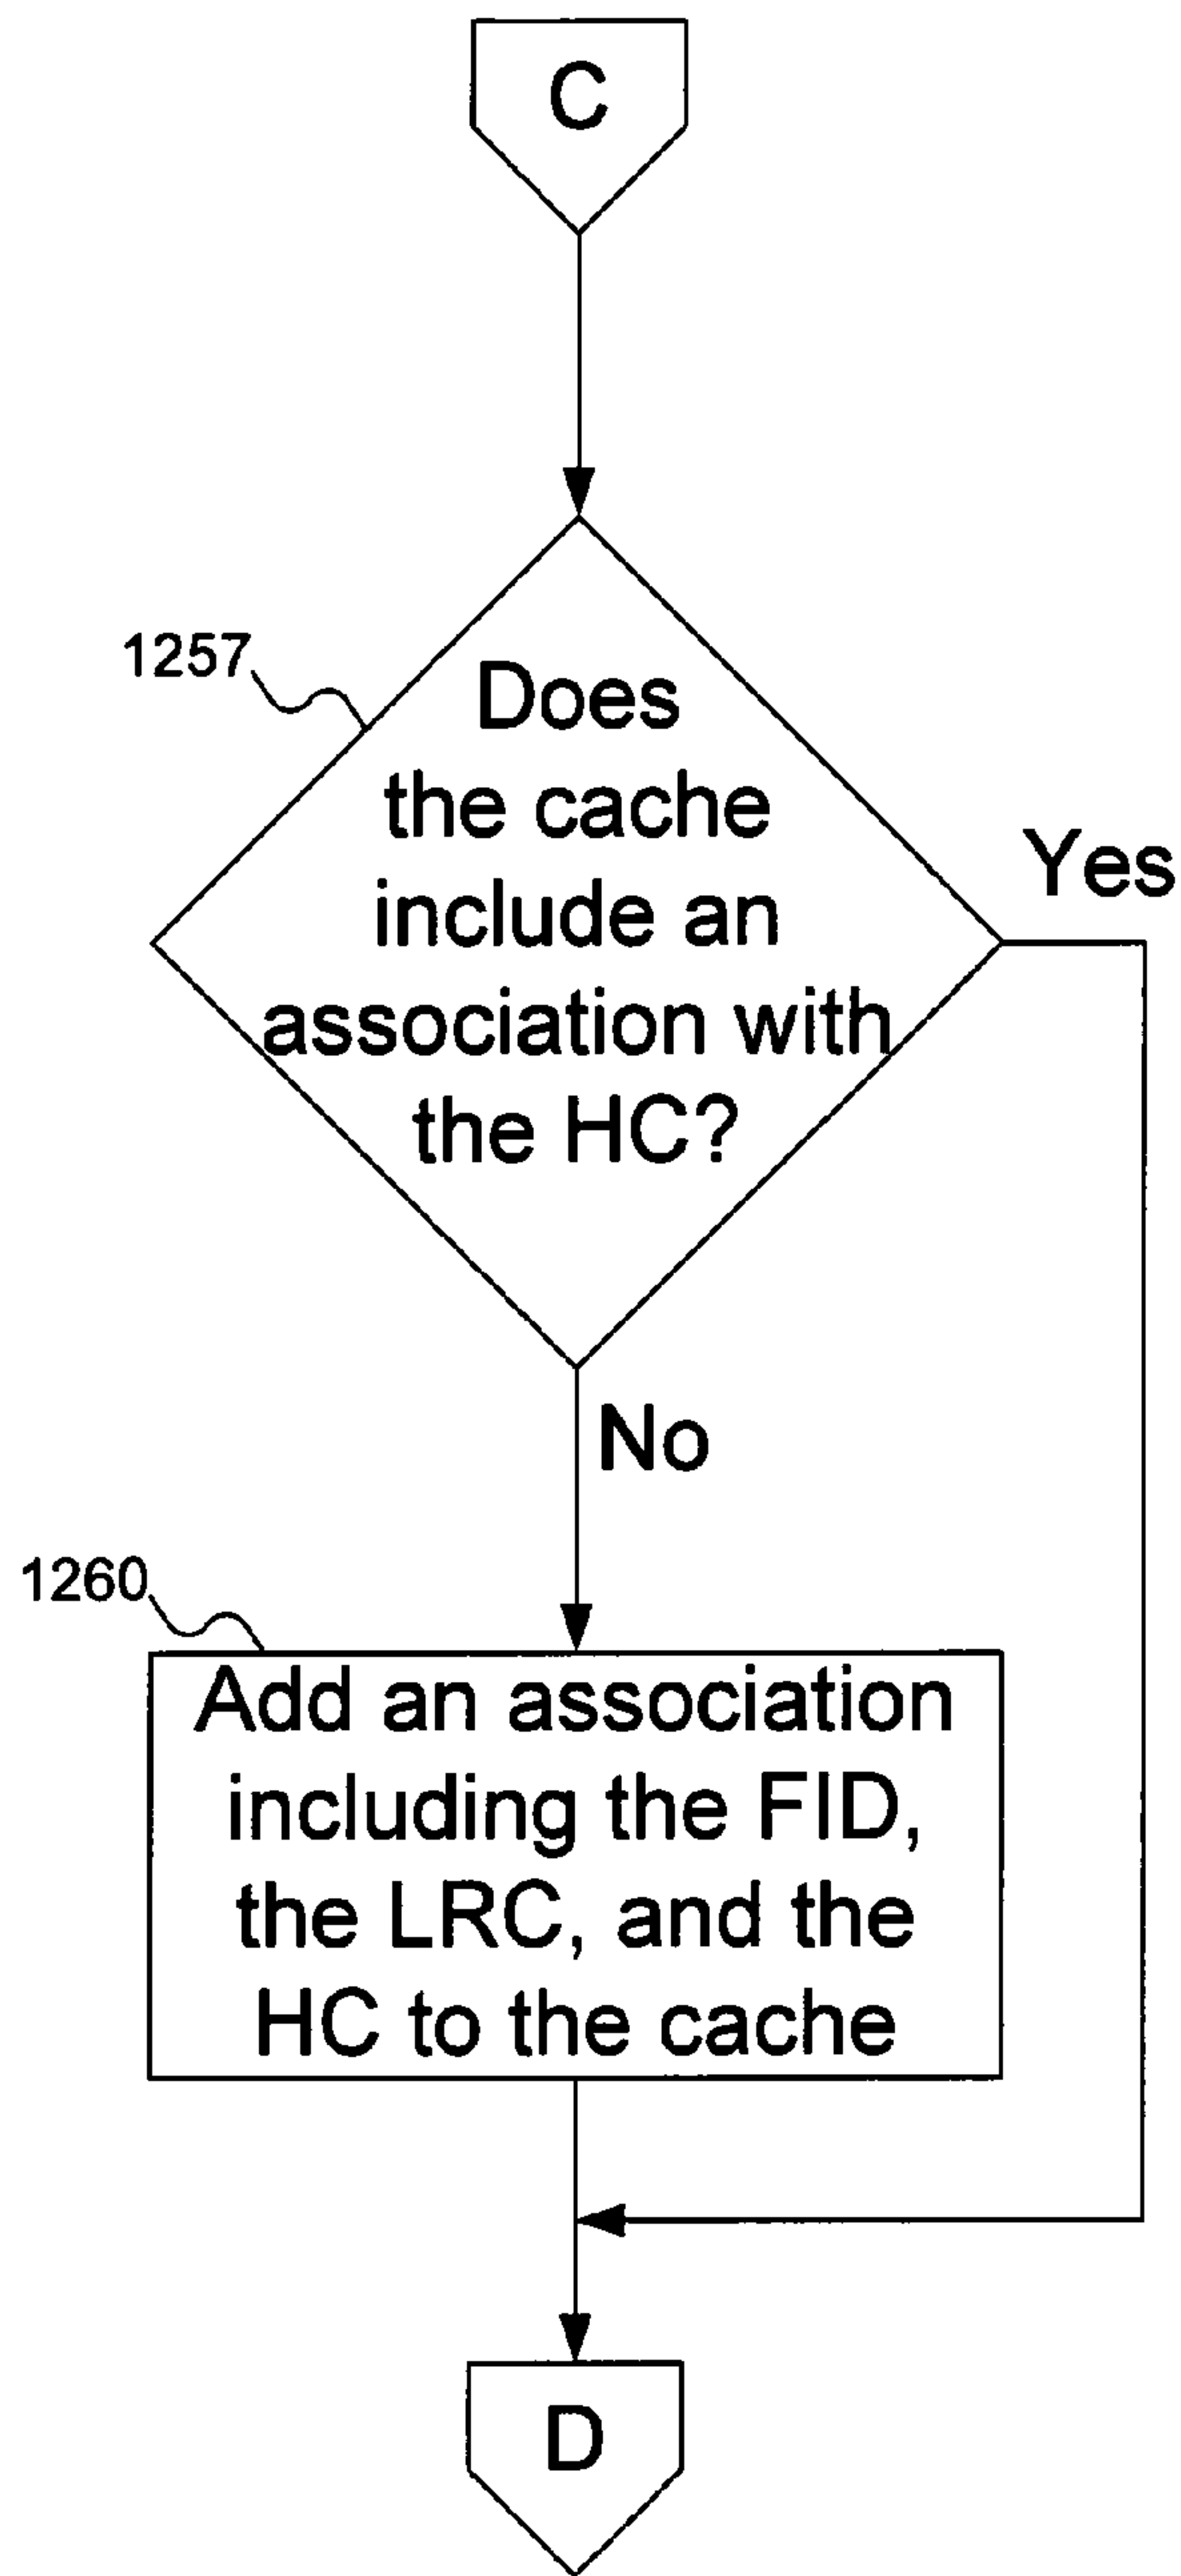 C
1257
Does
the cache
include an
association with
the HC?
Yes
No
1260
Add an association
including the FID,
the LRC, and the
HC to the cache
D